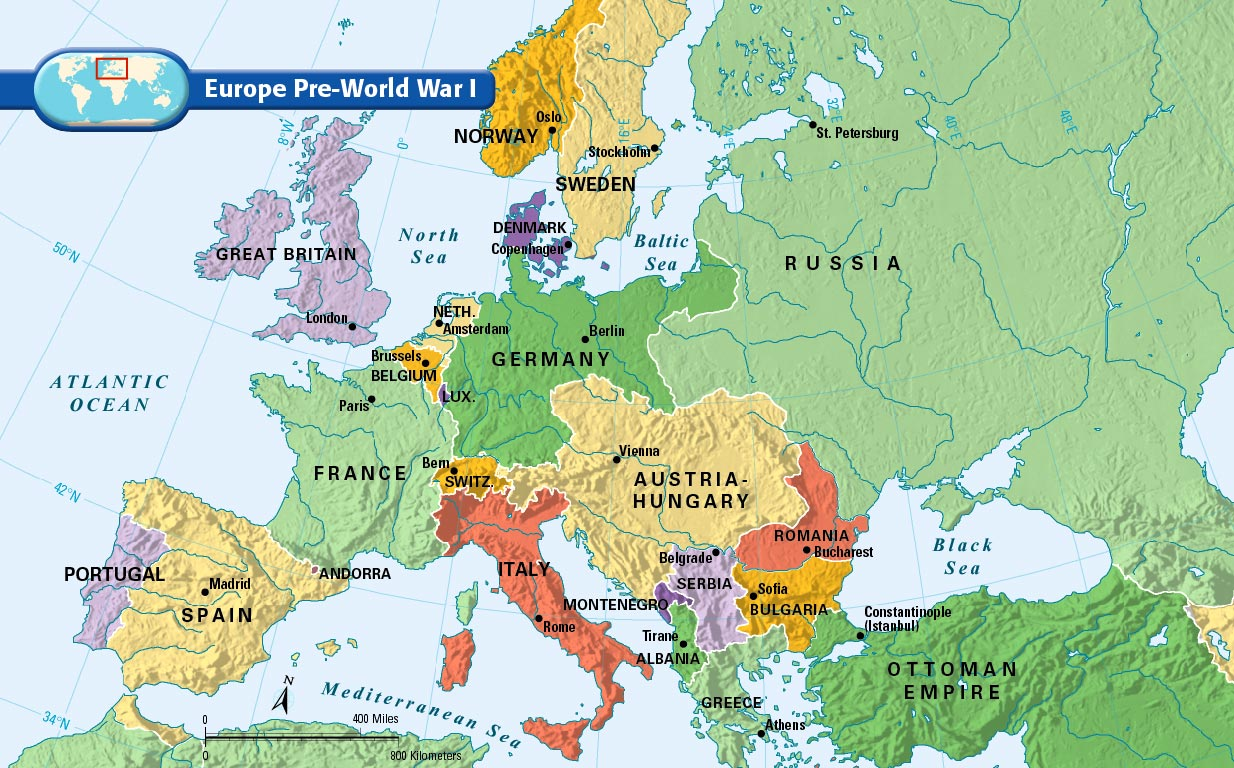 Europe Pre-World War I
Oslo
NORWAY
Stockholm
SWEDEN
St. Petersburg
8°W
0°
16°E
24°E
32°E
40°E
48°E
50°N
42°N
34°N
DENMARK
Copenhagen
North
Sea
Baltic
Sea
RUSSIA
GREAT BRITAIN
London
NETH.
Amsterdam
Berlin
GERMANY
Brussels
BELGIUM
LUX.
ATLANTIC
OCEAN
Paris
FRANCE
Bern
SWITZ.
Vienna
AUSTRIA-
HUNGARY
ROMANIA
Bucharest
Black
Sea
Belgrade
SERBIA
Sofia
BULGARIA
ITALY
Rome
MONTENEGRO
Tirane
ALBANIA
ANDORRA
PORTUGAL
Madrid
SPAIN
Constantinople
(Istanbul)
OTTOMAN
EMPIRE
GREECE
Athens
Mediterranean Sea
N
0
400 Miles
0
800 Kilometers